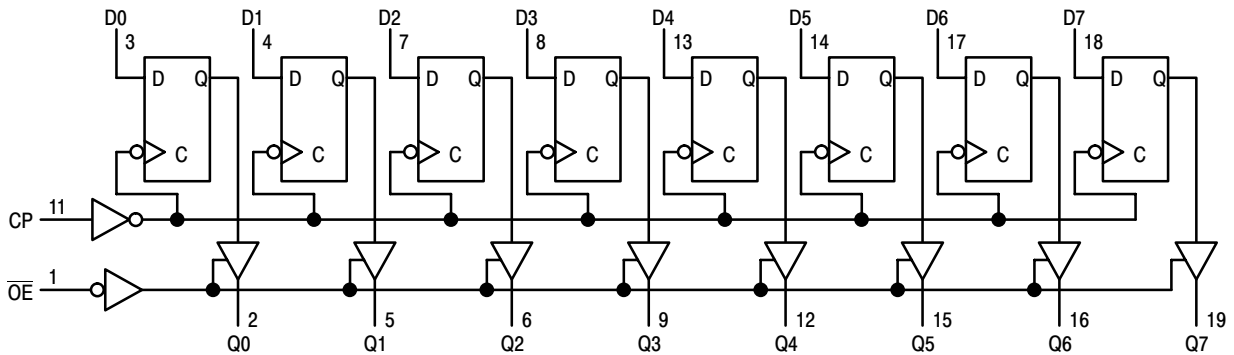 D0 D1 D2 D3 D4 D5 D6 D7
3 4 7 8 13 14 17 18
D Q D Q D Q D Q D Q D Q D Q D Q
C C C C C C C C
CP 11
OE 1
2 5 6 9 12 15 16 19
Q0 Q1 Q2 Q3 Q4 Q5 Q6 Q7